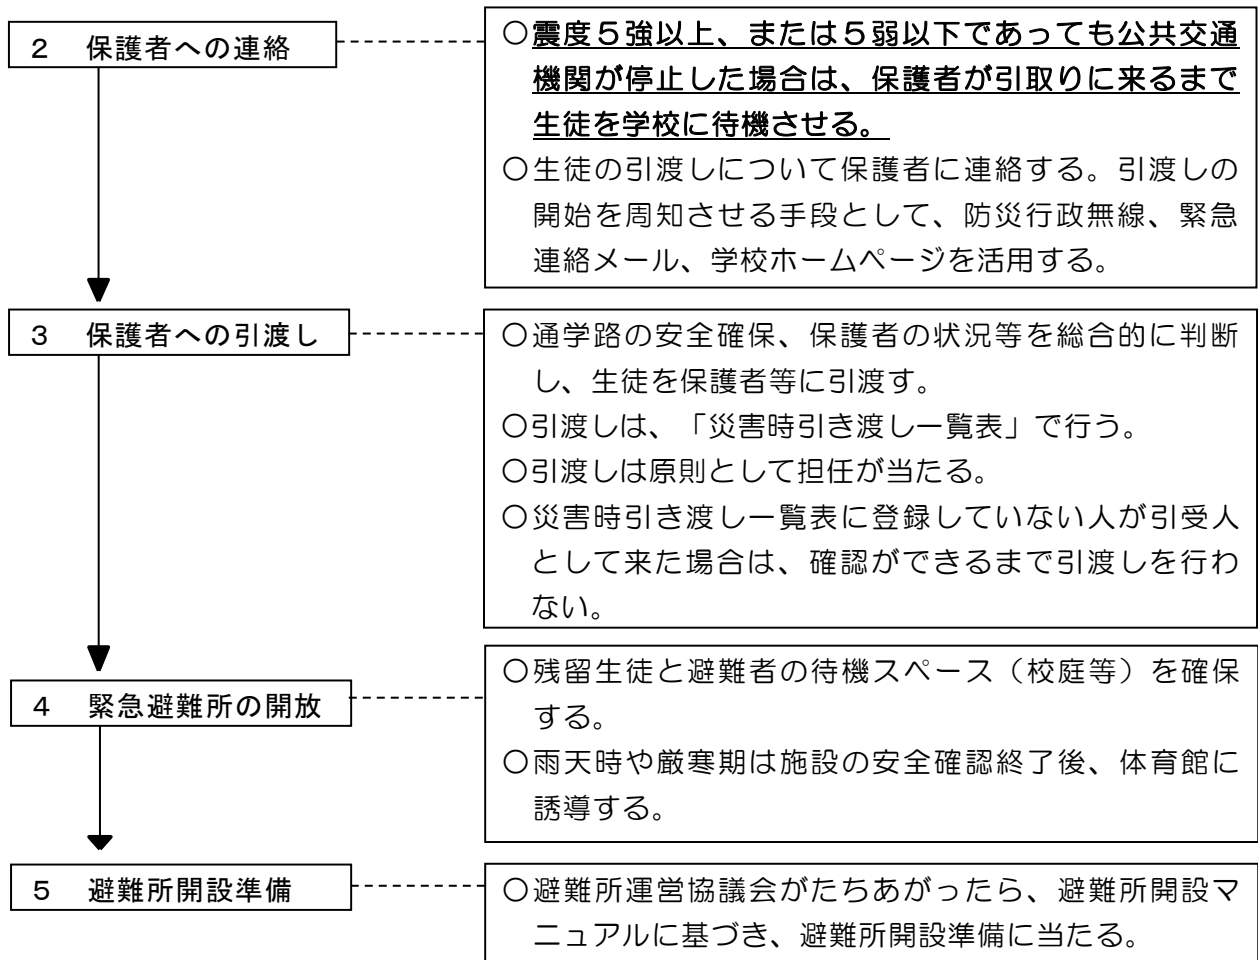 2 保護者への連絡
○震度５強以上、または５弱以下であっても公共交通
機関が停止した場合は、保護者が引取りに来るまで
生徒を学校に待機させる。
○生徒の引渡しについて保護者に連絡する。引渡しの
開始を周知させる手段として、防災行政無線、緊急
連絡メール、学校ホームページを活用する。
3 保護者への引渡し
○通学路の安全確保、保護者の状況等を総合的に判断
し、生徒を保護者等に引渡す。
○引渡しは、「災害時引き渡し一覧表」で行う。
○引渡しは原則として担任が当たる。
○災害時引き渡し一覧表に登録していない人が引受人
として来た場合は、確認ができるまで引渡しを行わ
ない。
4 緊急避難所の開放
○残留生徒と避難者の待機スペース（校庭等）を確保
する。
○雨天時や厳寒期は施設の安全確認終了後、体育館に
誘導する。
5 避難所開設準備
○避難所運営協議会がたちあがったら、避難所開設マ
ニュアルに基づき、避難所開設準備に当たる。